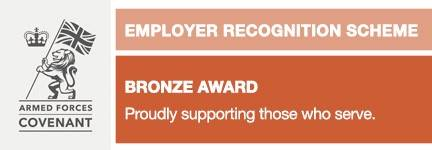 ARMED FORCES
COVENANT
EMPLOYER RECOGNITION SCHEME
BRONZE AWARD
Proudly supporting those who serve.